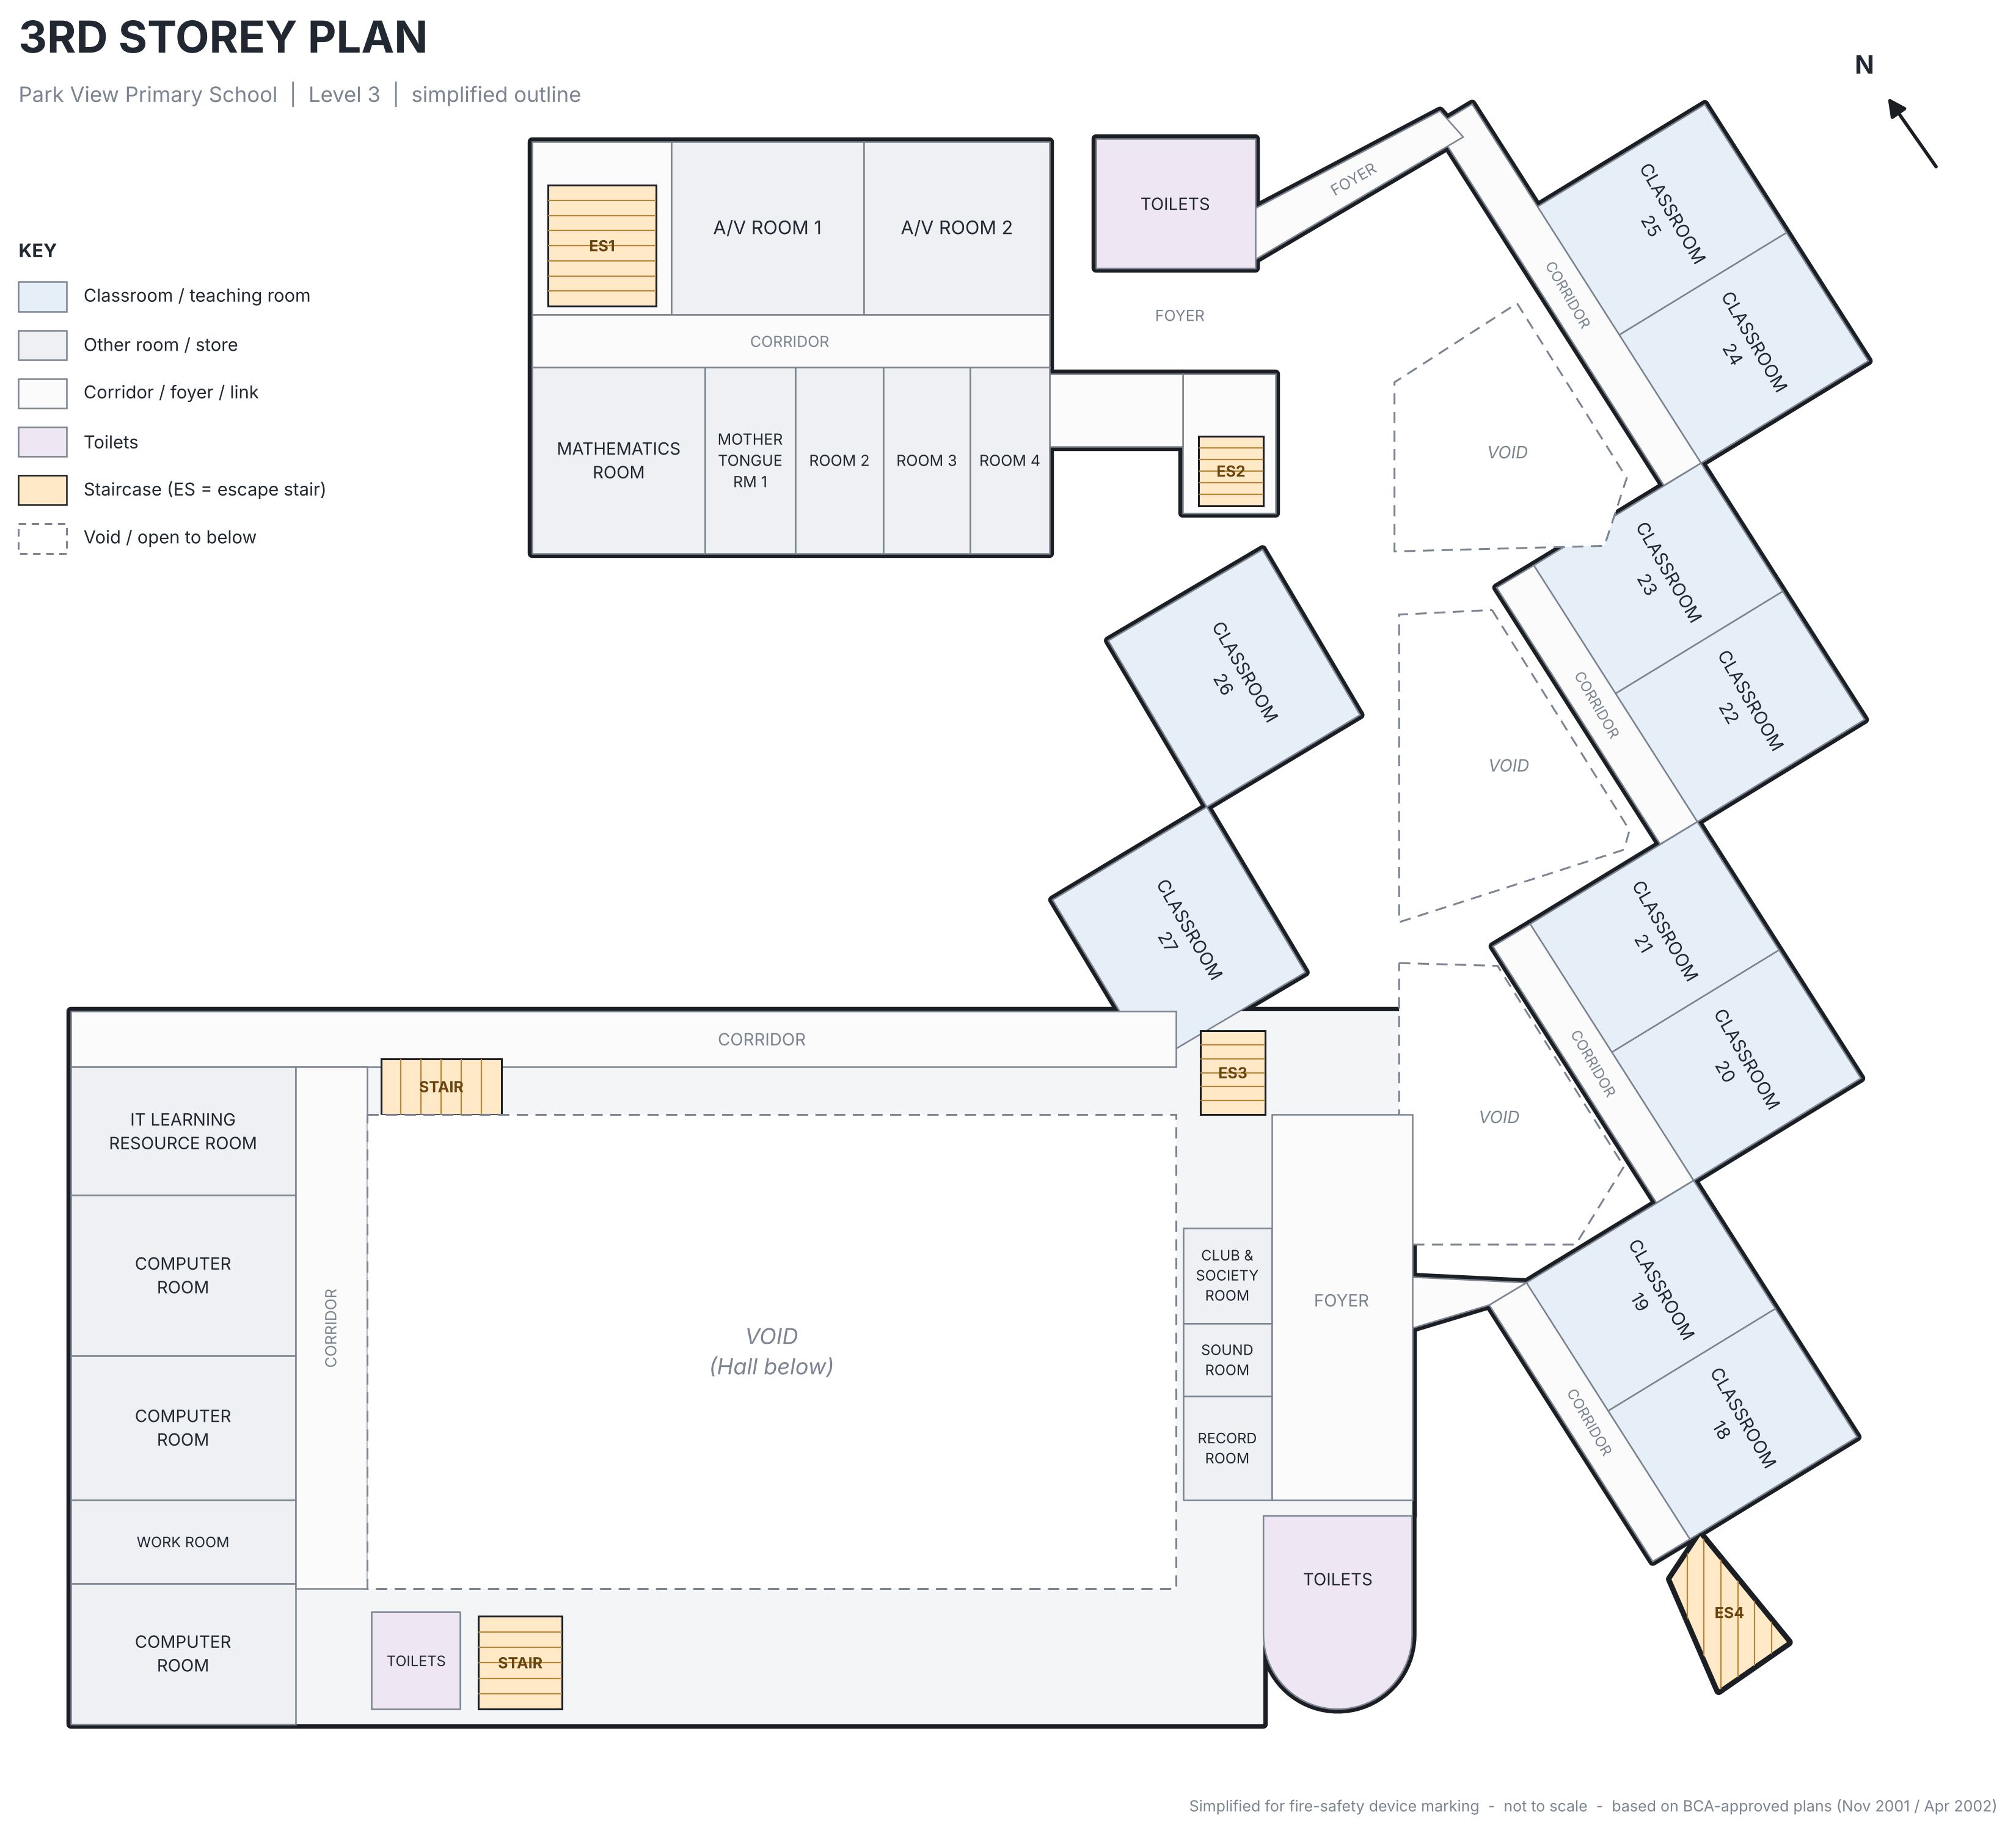 3RD STOREY PLAN
Park View Primary School | Level 3 | simplified outline
N
KEY
Classroom / teaching room
Other room / store
Corridor / foyer / link
Toilets
Staircase (ES = escape stair)
Void / open to below
ES1
A/V ROOM 1
A/V ROOM 2
CORRIDOR
MATHEMATICS
ROOM
MOTHER
TONGUE
RM 1
ROOM 2
ROOM 3
ROOM 4
TOILETS
FOYER
FOYER
ES2
CORRIDOR
CLASSROOM
25
CLASSROOM
24
VOID
CLASSROOM
23
CLASSROOM
22
CORRIDOR
VOID
CLASSROOM
26
CLASSROOM
27
CLASSROOM
21
CLASSROOM
20
CORRIDOR
VOID
CLASSROOM
19
CLASSROOM
18
CORRIDOR
ES4
CORRIDOR
STAIR
ES3
IT LEARNING
RESOURCE ROOM
COMPUTER
ROOM
COMPUTER
ROOM
WORK ROOM
COMPUTER
ROOM
CORRIDOR
VOID
(Hall below)
CLUB &
SOCIETY
ROOM
SOUND
ROOM
RECORD
ROOM
FOYER
TOILETS
TOILETS
STAIR
Simplified for fire-safety device marking - not to scale - based on BCA-approved plans (Nov 2001 / Apr 2002)